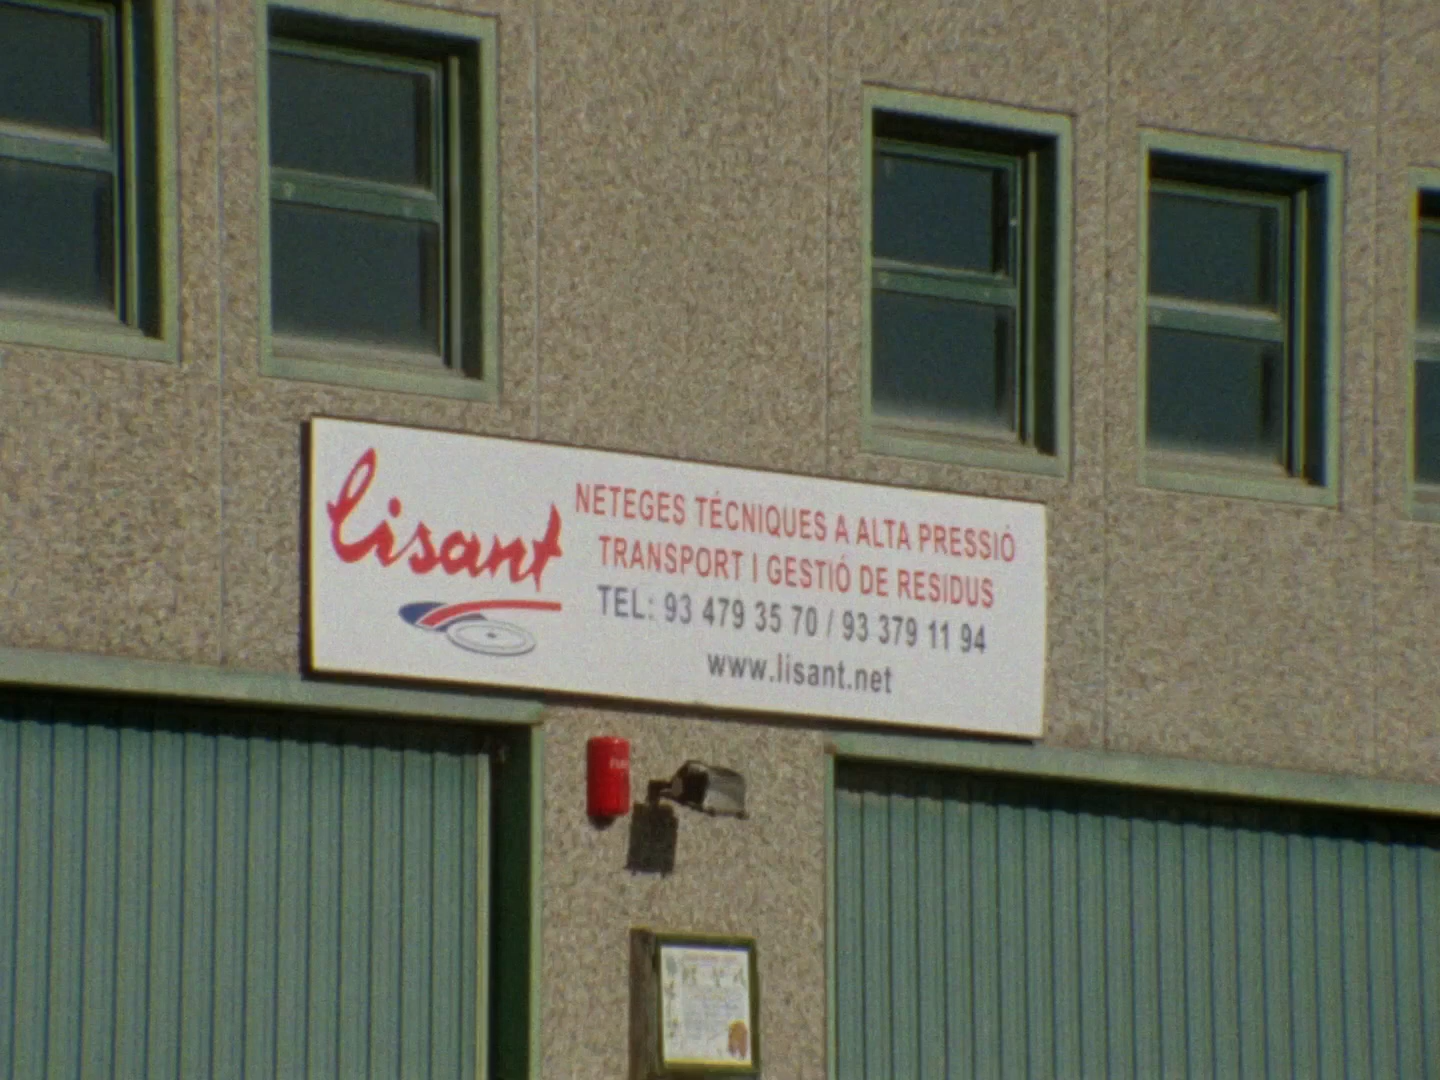 lisant
NETEGES TÉCNIQUES A ALTA PRESSIÓ
TRANSPORT I GESTIÓ DE RESIDUS
TEL: 93 479 35 70 / 93 379 11 94
www.lisant.net